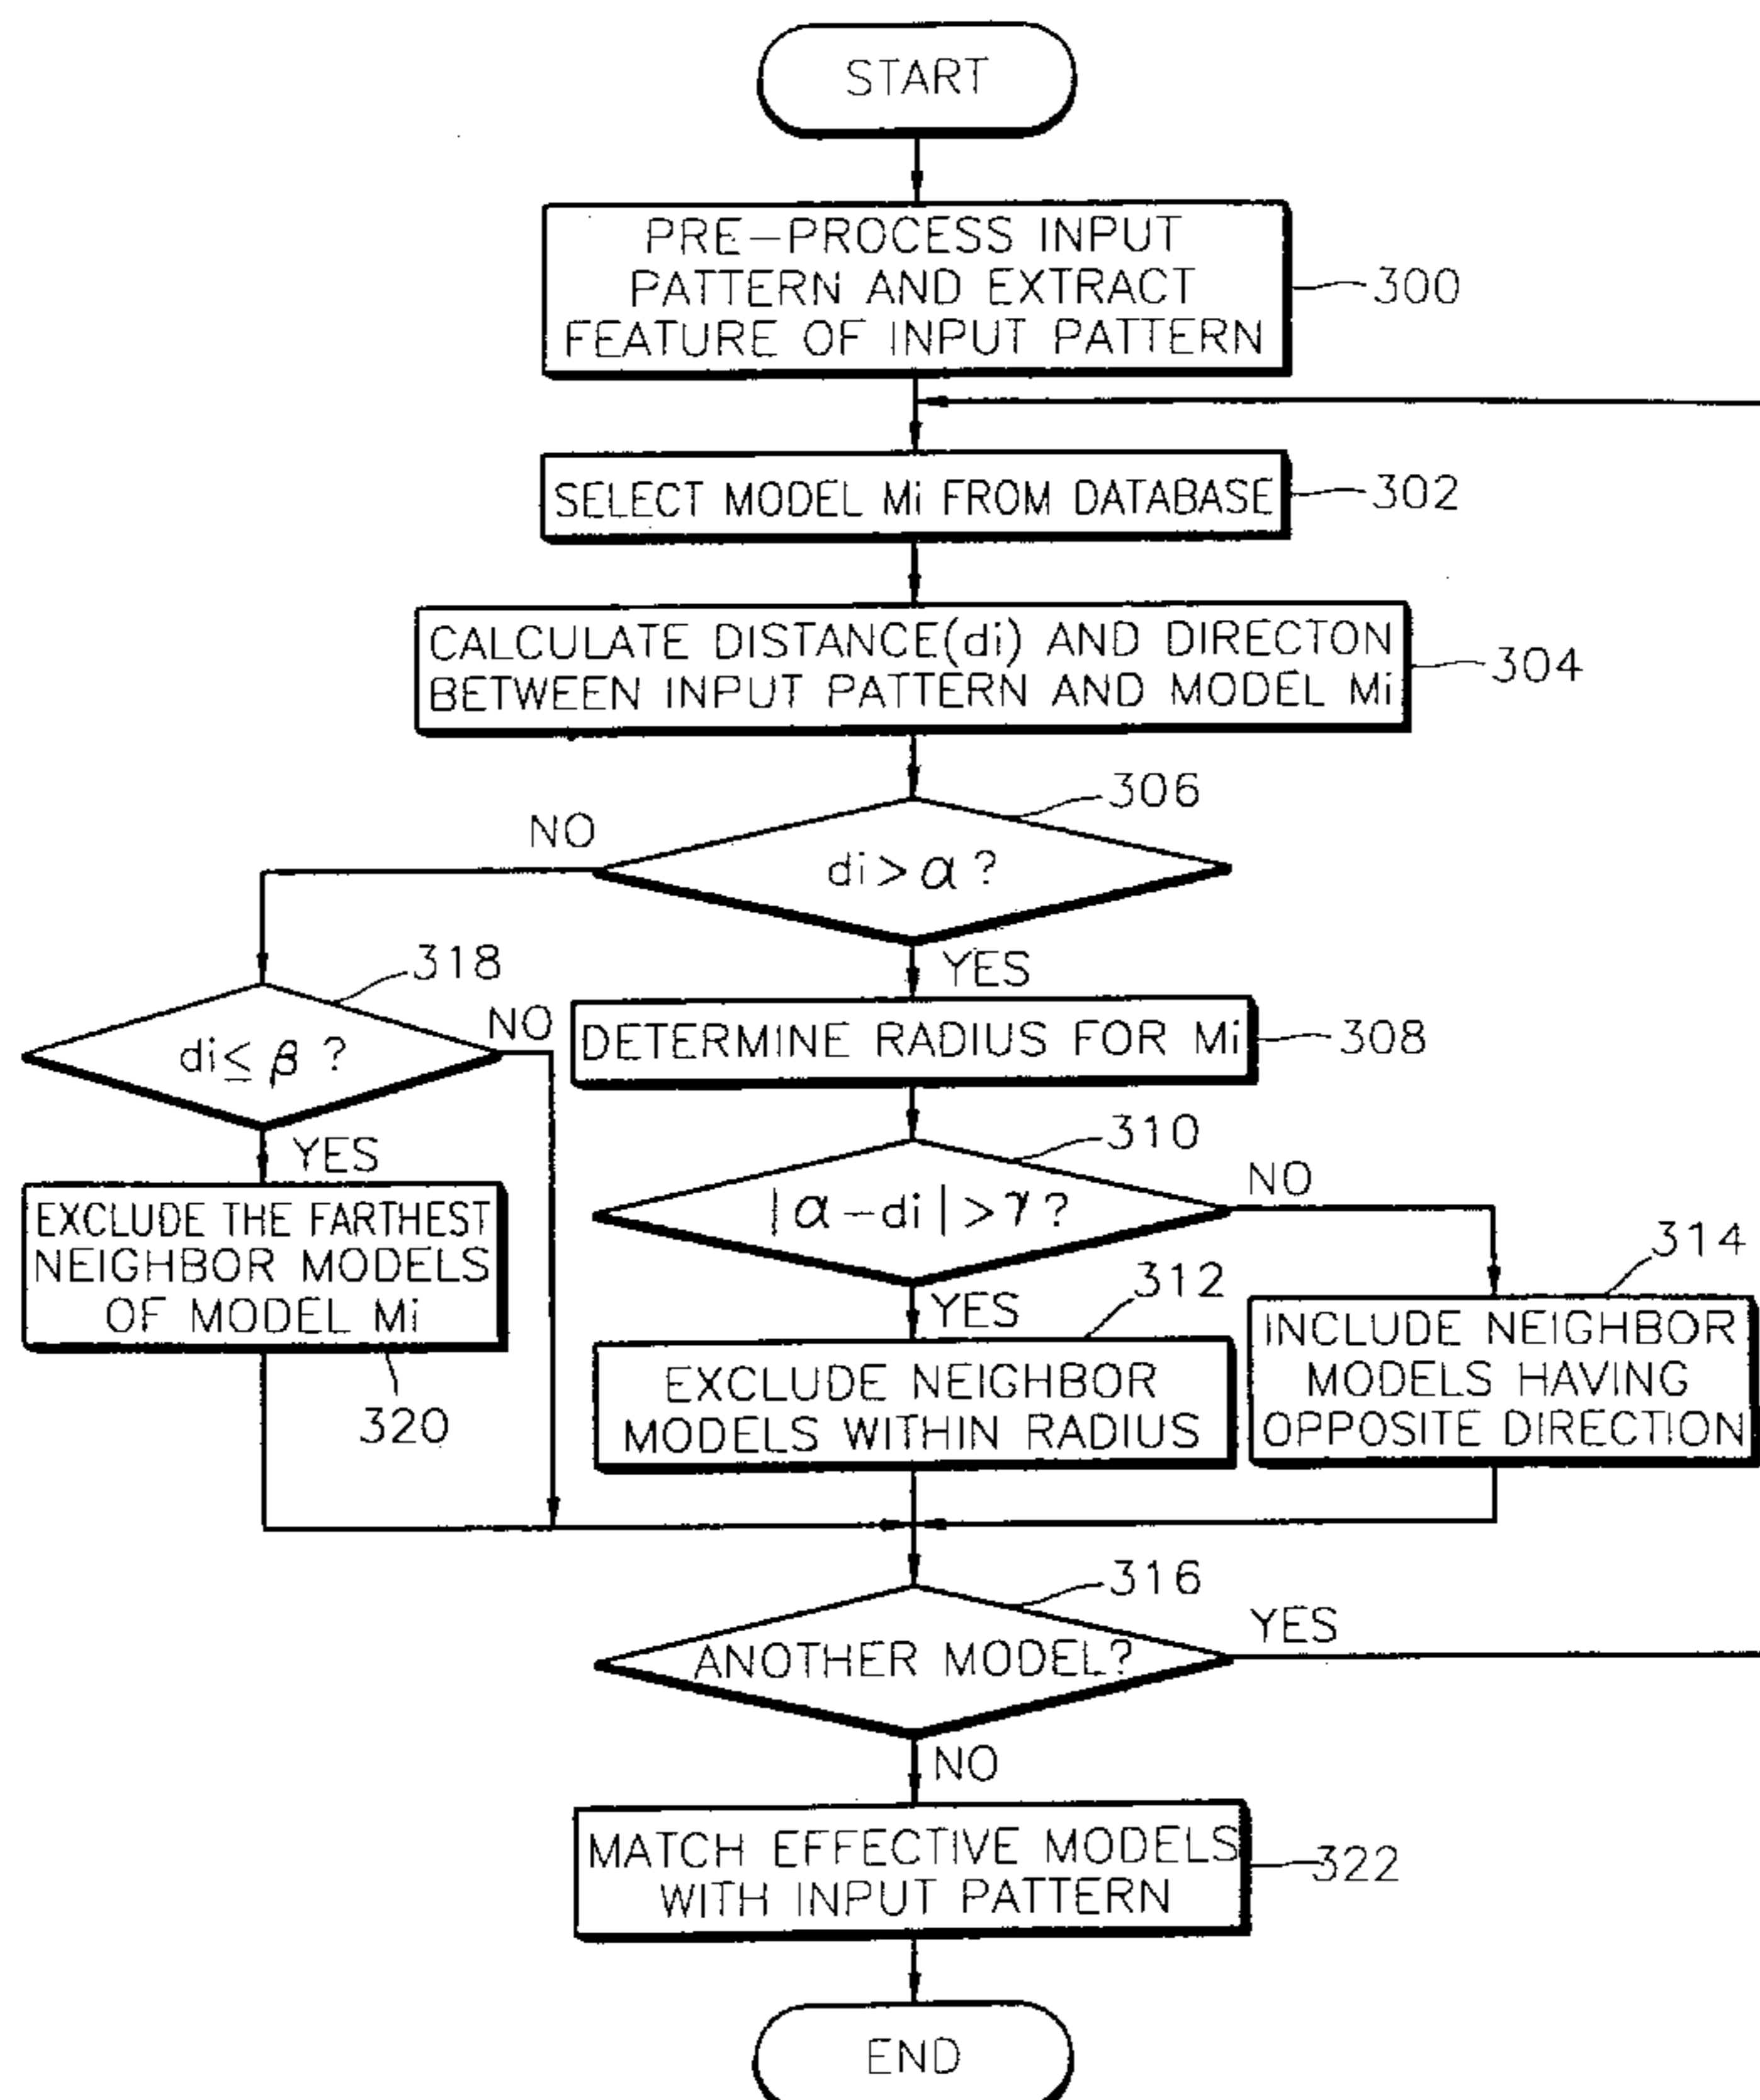 START
PRE-PROCESS INPUT
PATTERN AND EXTRACT
FEATURE OF INPUT PATTERN
300
SELECT MODEL Mi FROM DATABASE
302
CALCULATE DISTANCE(di) AND DIRECTON
BETWEEN INPUT PATTERN AND MODEL Mi
304
306
NO
di > α ?
YES
318
di ≤ β ?
NO
DETERMINE RADIUS FOR Mi
308
YES
310
|α - di| > γ ?
NO
EXCLUDE THE FARTHEST
NEIGHBOR MODELS
OF MODEL Mi
320
YES
312
EXCLUDE NEIGHBOR
MODELS WITHIN RADIUS
314
INCLUDE NEIGHBOR
MODELS HAVING
OPPOSITE DIRECTION
316
ANOTHER MODEL?
YES
NO
MATCH EFFECTIVE MODELS
WITH INPUT PATTERN
322
END